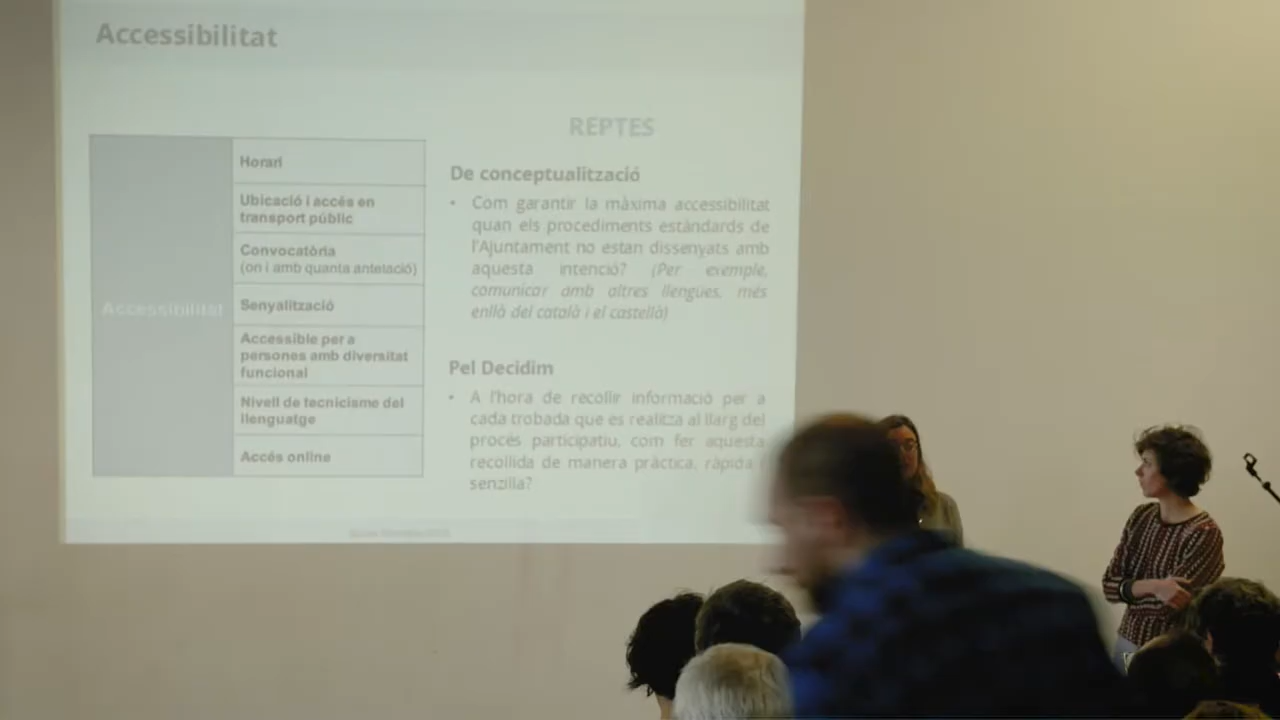 Accessibilitat
Accessibilitat
Horari
Ubicació i accés en
transport públic
Convocatòria
(on i amb quanta antelació)
Senyalització
Accessible per a
persones amb diversitat
funcional
Nivell de tecnicisme del
llenguatge
Accés online
REPTES
De conceptualització
• Com garantir la màxima accessibilitat
quan els procediments estàndards de
l'Ajuntament no estan dissenyats amb
aquesta intenció? (Per exemple,
comunicar amb altres llengües, més
enllà del català i el castellà)
Pel Decidim
• A l'hora de recollir informació per a
cada trobada que es realitza al llarg del
procés participatiu, com fer aquesta
recollida de manera pràctica, ràpida i
senzilla?